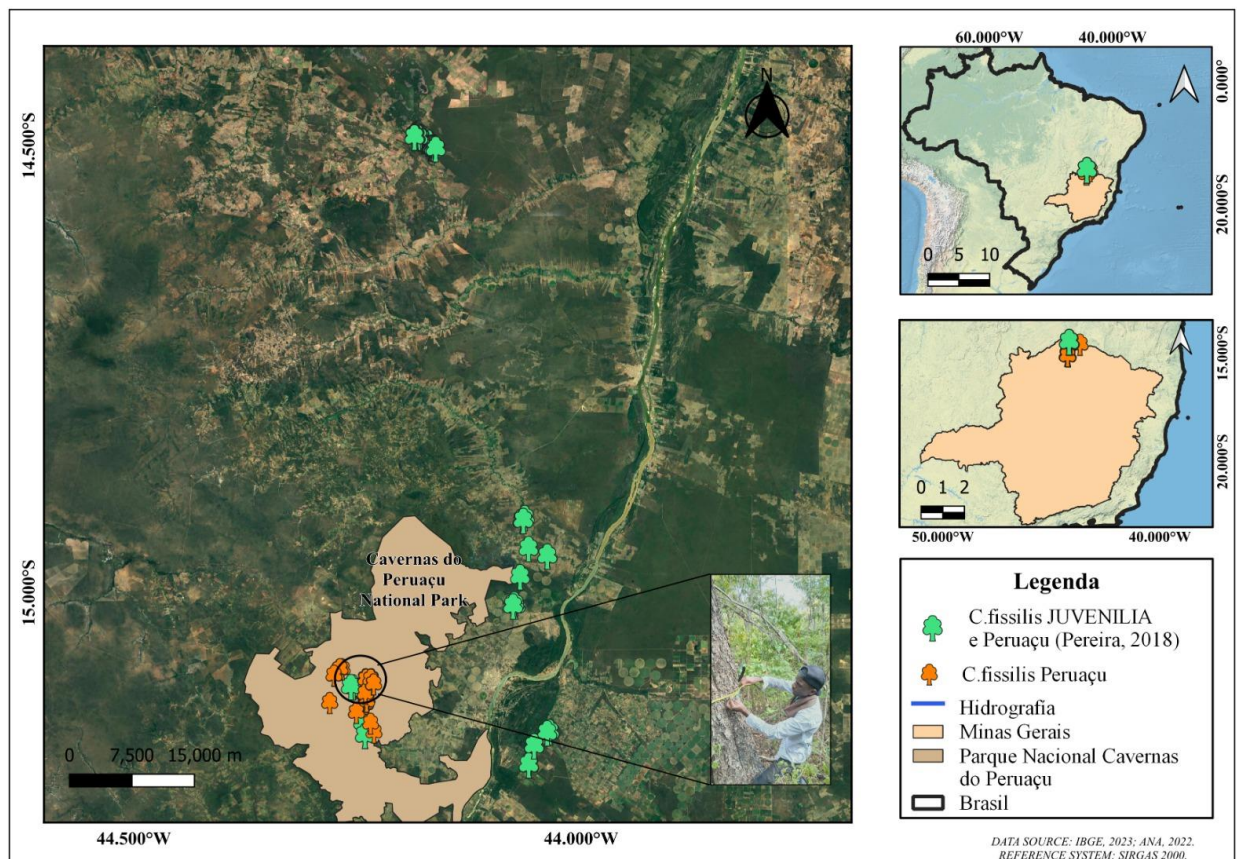 N
14.500°S
15.000°S
44.500°W
44.000°W
Cavernas do
Peruaçu
National Park
0 7,500 15,000 m
60.000°W 40.000°W
0.000°
20.000°S
0 5 10
15.000°S
20.000°S
0 1 2
50.000°W 40.000°W
Legenda
C.fissilis JUVENILIA
e Peruaçu (Pereira, 2018)
C.fissilis Peruaçu
Hidrografia
Minas Gerais
Parque Nacional Cavernas
do Peruaçu
Brasil
DATA SOURCE: IBGE, 2023; ANA, 2022.
REFERENCE SYSTEM: SIRGAS 2000.